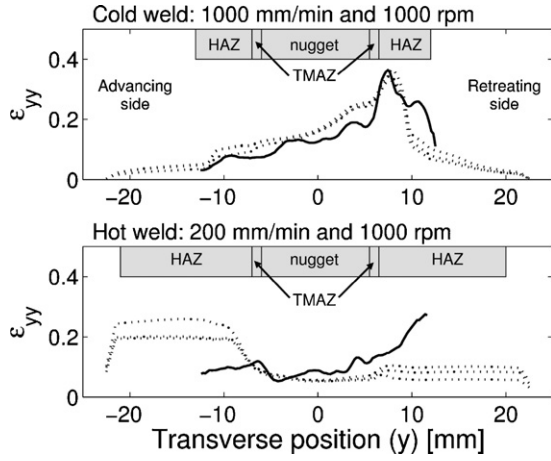 Cold weld: 1000 mm/min and 1000 rpm
HAZ nugget HAZ
TMAZ
Advancing side
Retreating side
εyy
0.4
0.2
0
−20 −10 0 10 20
Hot weld: 200 mm/min and 1000 rpm
HAZ nugget HAZ
TMAZ
εyy
0.4
0.2
0
−20 −10 0 10 20
Transverse position (y) [mm]